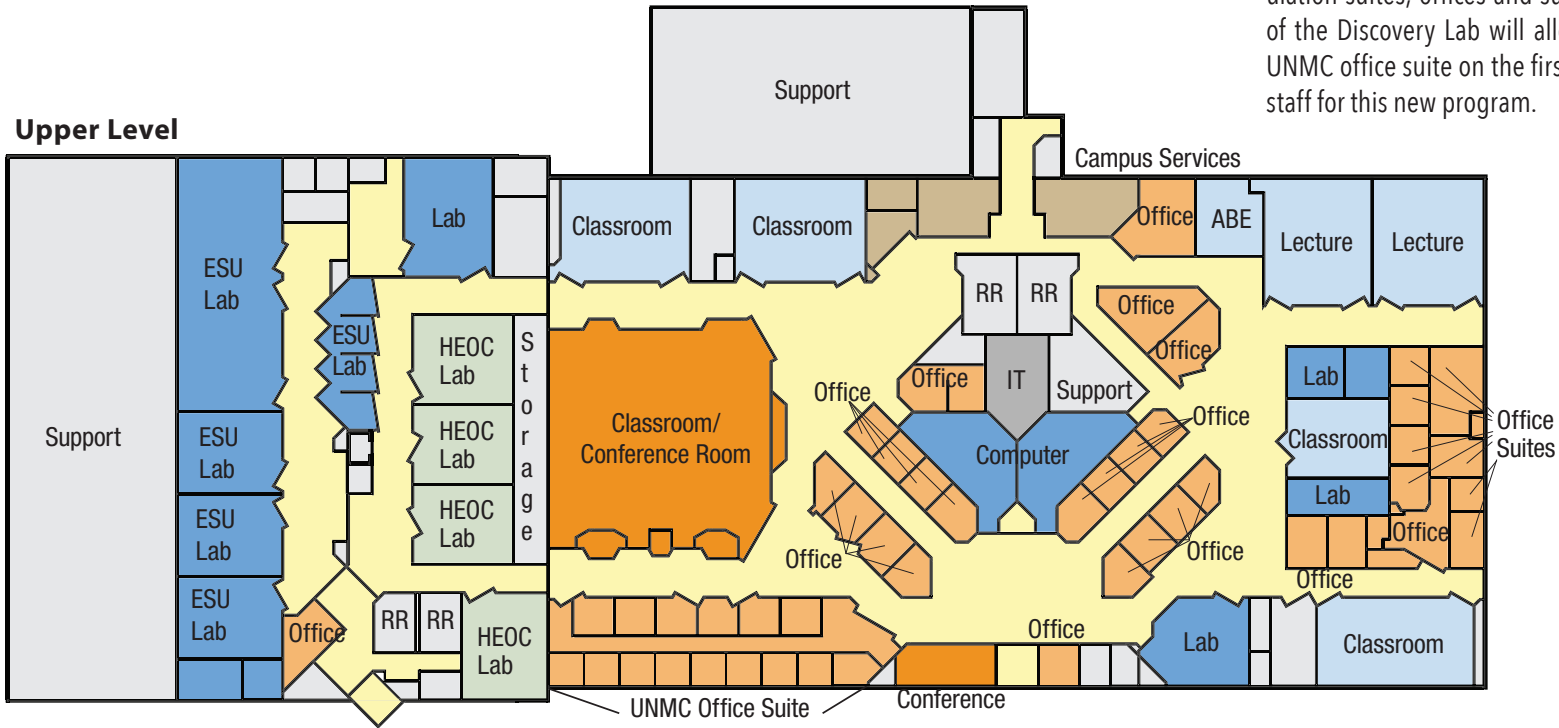 ulation suites, offices and su
of the Discovery Lab will all
UNMC office suite on the firs
staff for this new program.
Upper Level
Support
Campus Services
Support
ESU
Lab
ESU
Lab
ESU
Lab
ESU
Lab
ESU
Lab
Lab
HEOC
Lab
HEOC
Lab
HEOC
Lab
HEOC
Lab
Storage
Office
RR
RR
Classroom
Classroom
Classroom/
Conference Room
Office
ABE
Lecture
Lecture
RR
RR
Office
Office
Office
IT
Support
Office
Office
Computer
Office
Office
Lab
Classroom
Lab
Office
Suites
Office
Office
Office
Lab
Classroom
Conference
UNMC Office Suite